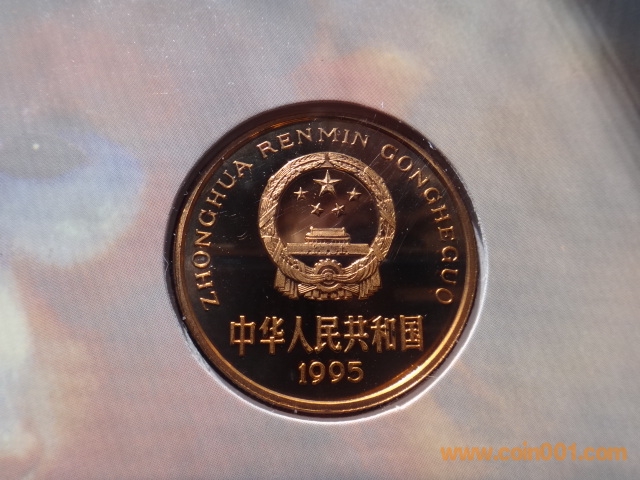 ZHONGHUA RENMIN GONGHEGUO
中华人民共和国
1995
www.coin001.com